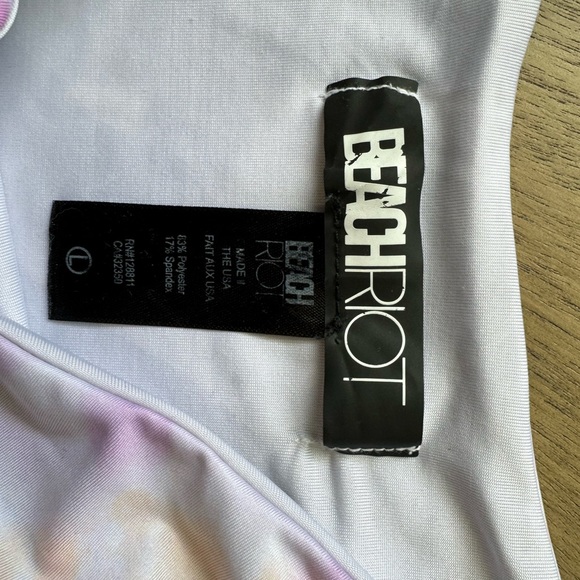 BEACHRIOT
BEACH
RIOT
MADE IN
THE USA
FAIT AUX USA
83% Polyester
17% Spandex
RN#128811
CA#32350
L